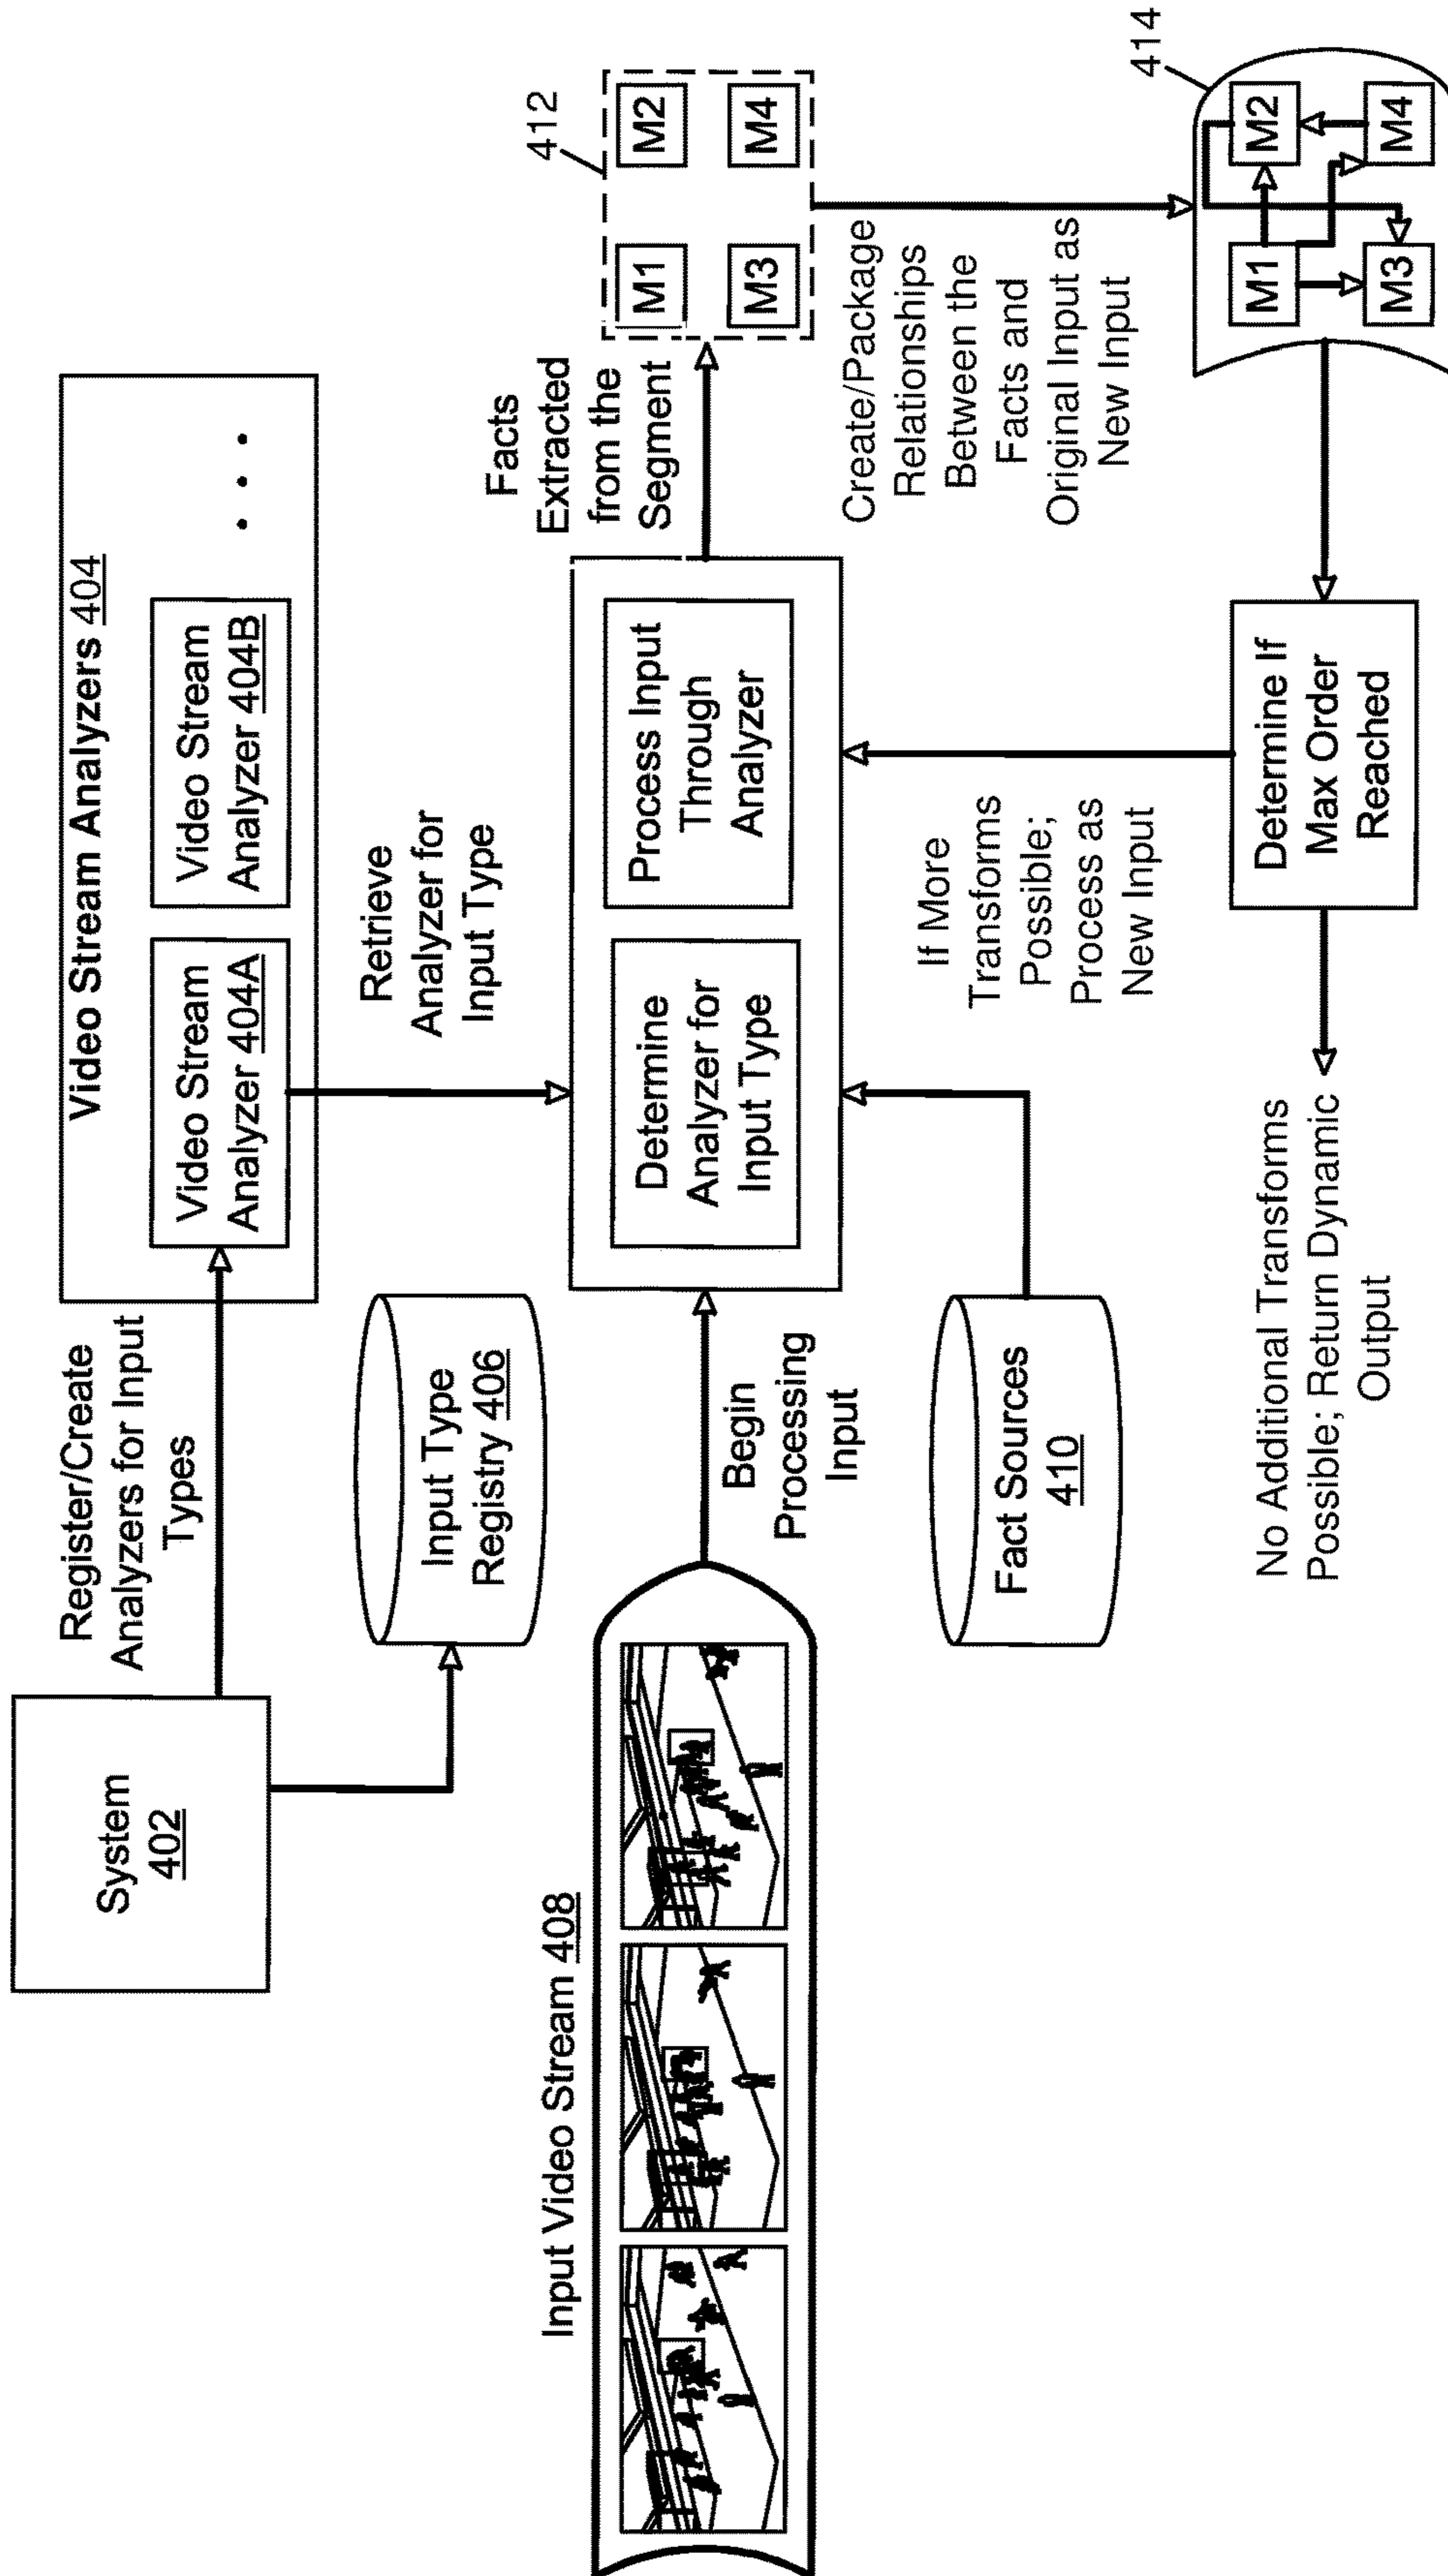 System
402
Register/Create
Analyzers for Input
Types
Video Stream Analyzers 404
Video Stream
Analyzer 404A
Video Stream
Analyzer 404B
. . .
Input Type
Registry 406
Retrieve
Analyzer for
Input Type
Input Video Stream 408
Begin
Processing
Input
Determine
Analyzer for
Input Type
Process Input
Through
Analyzer
Facts
Extracted
from the
Segment
412
M1
M2
M3
M4
Fact Sources
410
If More
Transforms
Possible;
Process as
New Input
Create/Package
Relationships
Between the
Facts and
Original Input as
New Input
414
M1
M2
M3
M4
Determine If
Max Order
Reached
No Additional Transforms
Possible; Return Dynamic
Output